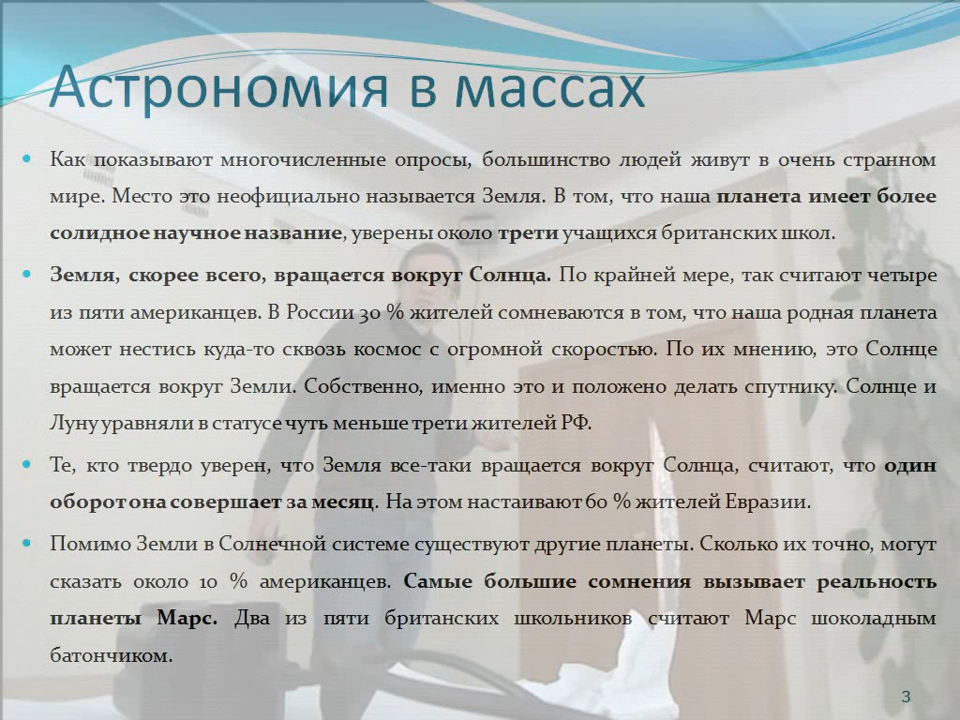 Астрономия в массах
• Как показывают многочисленные опросы, большинство людей живут в очень странном
мире. Место это неофициально называется Земля. В том, что наша планета имеет более
солидное научное название, уверены около трети учащихся британских школ.
• Земля, скорее всего, вращается вокруг Солнца. По крайней мере, так считают четыре
из пяти американцев. В России 30 % жителей сомневаются в том, что наша родная планета
может нестись куда-то сквозь космос с огромной скоростью. По их мнению, это Солнце
вращается вокруг Земли. Собственно, именно это и положено делать спутнику. Солнце и
Луну уравняли в статусе чуть меньше трети жителей РФ.
• Те, кто твердо уверен, что Земля все-таки вращается вокруг Солнца, считают, что один
оборот она совершает за месяц. На этом настаивают 60 % жителей Евразии.
• Помимо Земли в Солнечной системе существуют другие планеты. Сколько их точно, могут
сказать около 10 % американцев. Самые большие сомнения вызывает реальность
планеты Марс. Два из пяти британских школьников считают Марс шоколадным
батончиком.
3